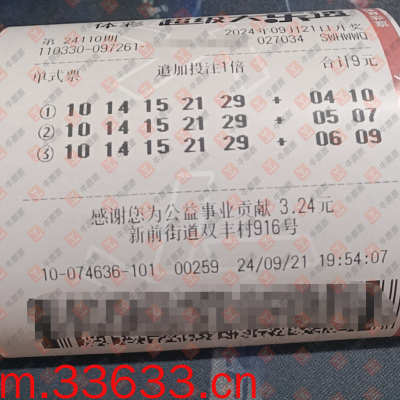 体彩 超级大乐透
第 24110期 2024年09月21日开奖
110330-097261- 027034 SWHWWQ
单式票 追加投注1倍 合计9元
① 10 14 15 21 29 + 04 10
② 10 14 15 21 29 + 05 07
③ 10 14 15 21 29 + 06 09
感谢您为公益事业贡献 3.24元
新前街道双丰村916号
10-074636-101 00259 24/09/21 19:54:07
m.33633.cn